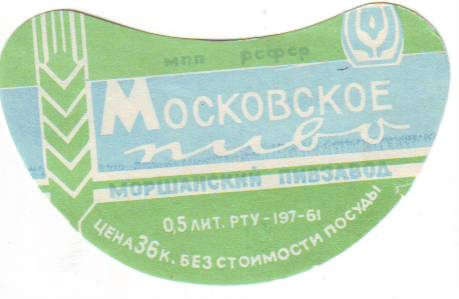 МПП РСФСР
МОСКОВСКОЕ
пиво
МОРШАНСКИЙ ПИВЗАВОД
0,5 ЛИТ. РТУ-197-61
ЦЕНА 36 К. БЕЗ СТОИМОСТИ ПОСУДЫ